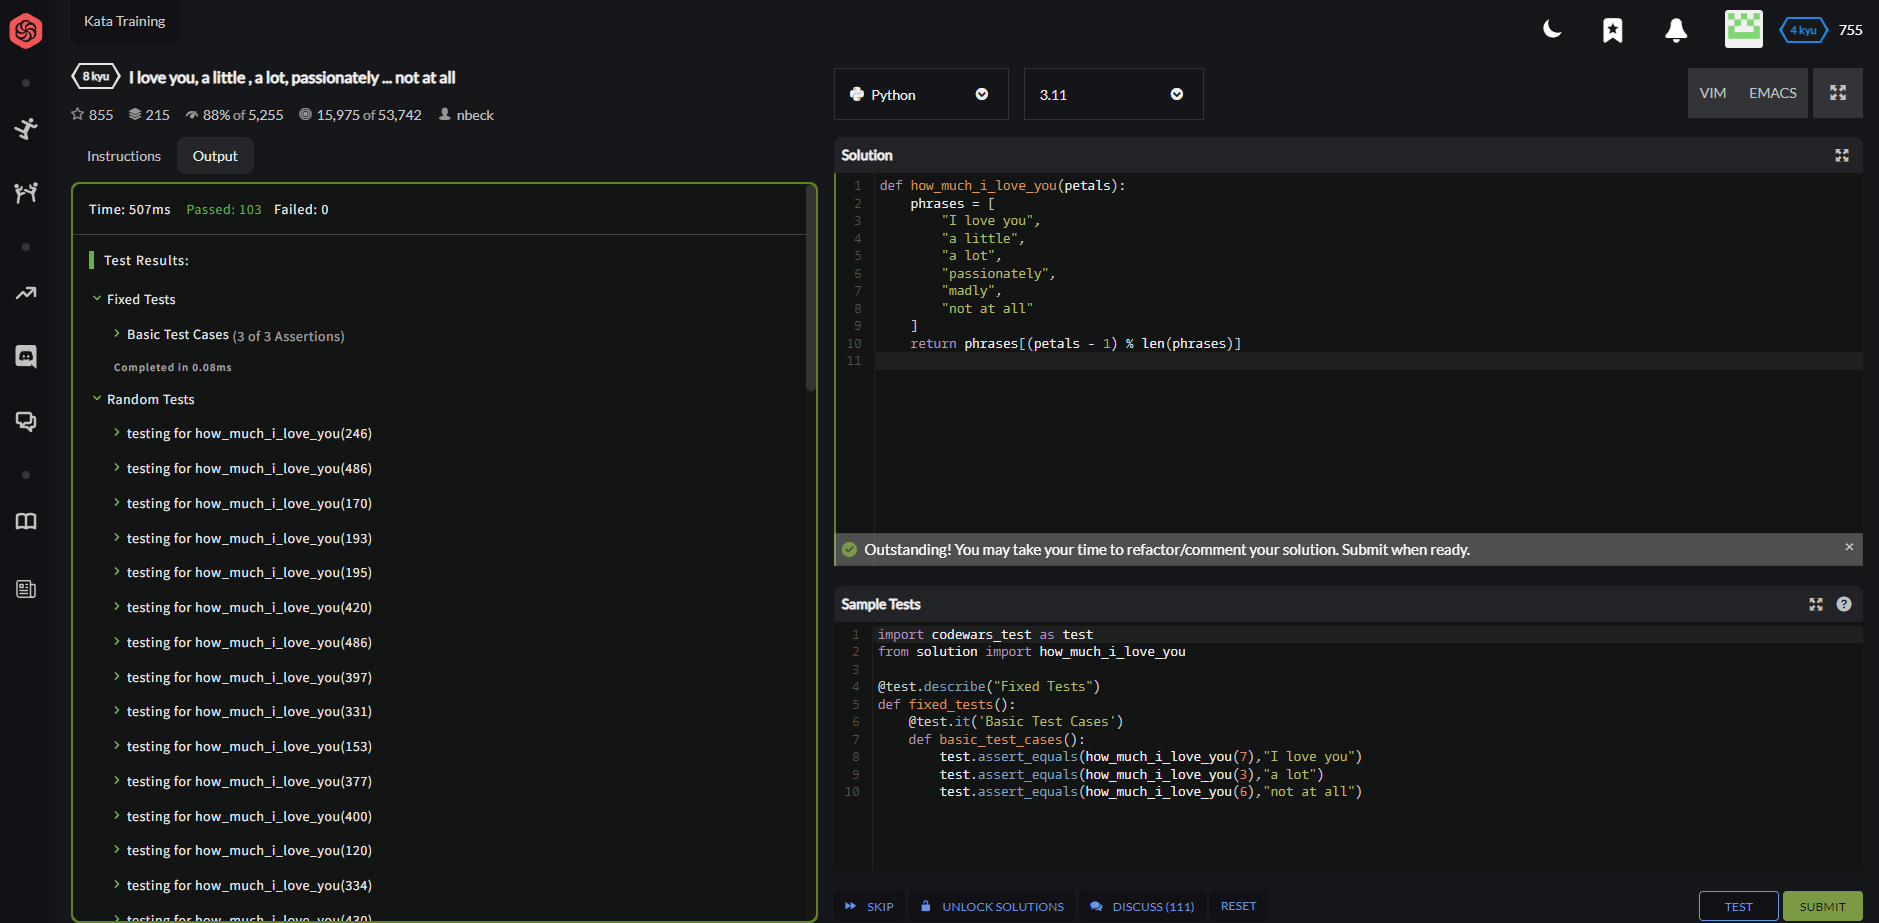 Kata Training
4 kyu 755
8 kyu I love you, a little , a lot, passionately ... not at all
855 215 88% of 5,255 15,975 of 53,742 nbeck
Instructions Output
Time: 507ms Passed: 103 Failed: 0
Test Results:
Fixed Tests
Basic Test Cases (3 of 3 Assertions)
Completed in 0.08ms
Random Tests
testing for how_much_i_love_you(246)
testing for how_much_i_love_you(486)
testing for how_much_i_love_you(170)
testing for how_much_i_love_you(193)
testing for how_much_i_love_you(195)
testing for how_much_i_love_you(420)
testing for how_much_i_love_you(486)
testing for how_much_i_love_you(397)
testing for how_much_i_love_you(331)
testing for how_much_i_love_you(153)
testing for how_much_i_love_you(377)
testing for how_much_i_love_you(400)
testing for how_much_i_love_you(120)
testing for how_much_i_love_you(334)
testing for how_much_i_love_you(430)
Python 3.11 VIM EMACS
Solution
1 def how_much_i_love_you(petals):
2 phrases = [
3 "I love you",
4 "a little",
5 "a lot",
6 "passionately",
7 "madly",
8 "not at all"
9 ]
10 return phrases[(petals - 1) % len(phrases)]
11
Outstanding! You may take your time to refactor/comment your solution. Submit when ready. ×
Sample Tests
1 import codewars_test as test
2 from solution import how_much_i_love_you
3
4 @test.describe("Fixed Tests")
5 def fixed_tests():
6 @test.it('Basic Test Cases')
7 def basic_test_cases():
8 test.assert_equals(how_much_i_love_you(7),"I love you")
9 test.assert_equals(how_much_i_love_you(3),"a lot")
10 test.assert_equals(how_much_i_love_you(6),"not at all")
SKIP UNLOCK SOLUTIONS DISCUSS (111) RESET TEST SUBMIT